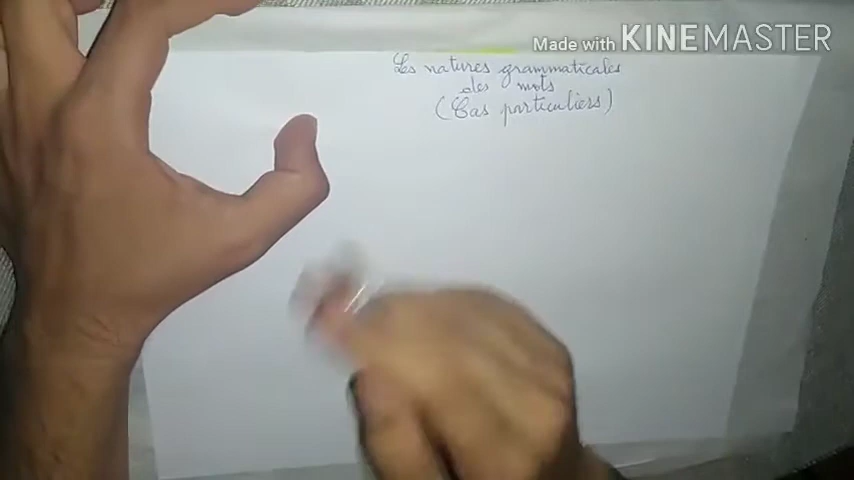 Made with KINEMASTER
Les natures grammaticales
des mots
(Cas particuliers)